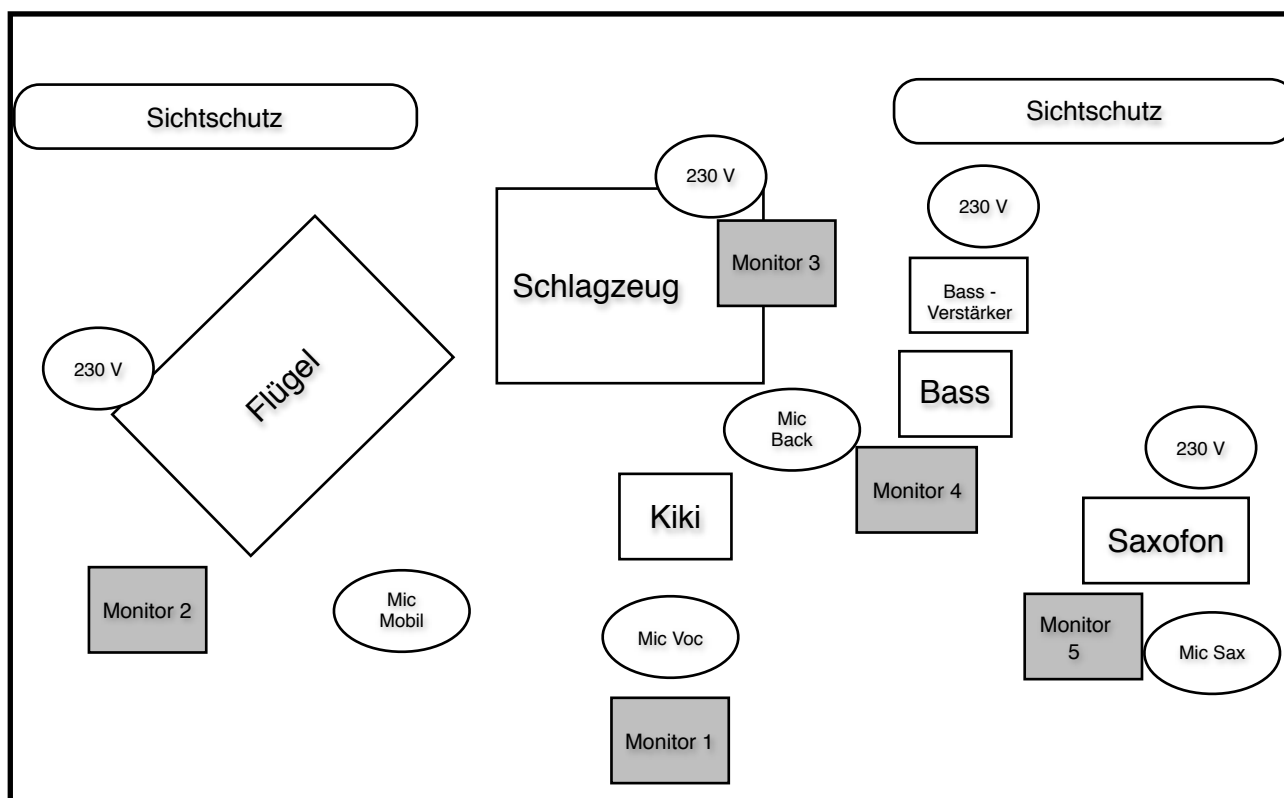 Sichtschutz
Sichtschutz
230 V
230 V
Monitor 3
Schlagzeug
Bass -
Verstärker
230 V
Flügel
Bass
Mic
Back
230 V
Monitor 4
Kiki
Saxofon
Monitor 2
Mic
Mobil
Mic Voc
Monitor
5
Mic Sax
Monitor 1